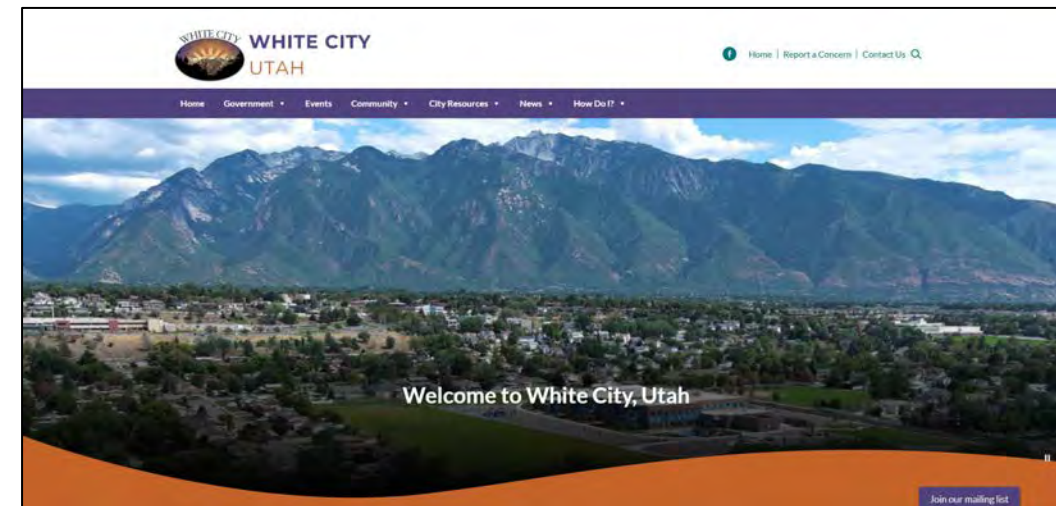 WHITE CITY
WHITE CITY
UTAH
f
Home | Report a Concern | Contact Us
Home Government Events Community City Resources News How Do I?
Welcome to White City, Utah
Join our mailing list